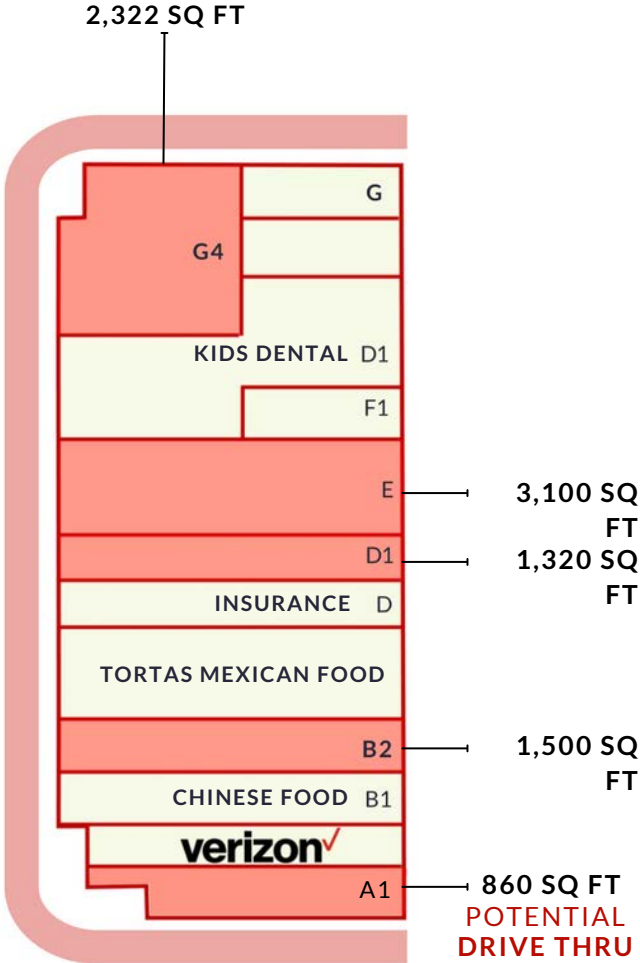 2,322 SQ FT
G
G4
KIDS DENTAL D1
F1
E
3,100 SQ
FT
D1
1,320 SQ
FT
INSURANCE D
TORTAS MEXICAN FOOD
B2
1,500 SQ
FT
CHINESE FOOD B1
verizon✓
A1
860 SQ FT
POTENTIAL
DRIVE THRU